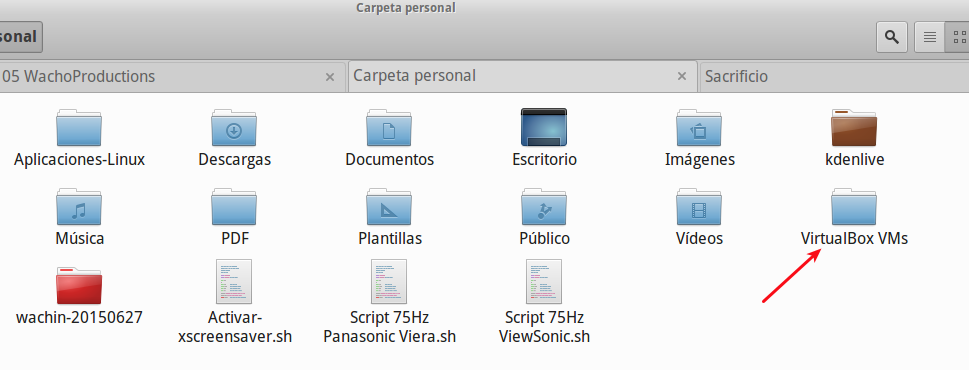 Carpeta personal
sonal
05 WachoProductions
Carpeta personal
Sacrificio
Aplicaciones-Linux
Descargas
Documentos
Escritorio
Imágenes
kdenlive
Música
PDF
Plantillas
Público
Vídeos
VirtualBox VMs
wachin-20150627
Activar-
xscreensaver.sh
Script 75Hz
Panasonic Viera.sh
Script 75Hz
ViewSonic.sh